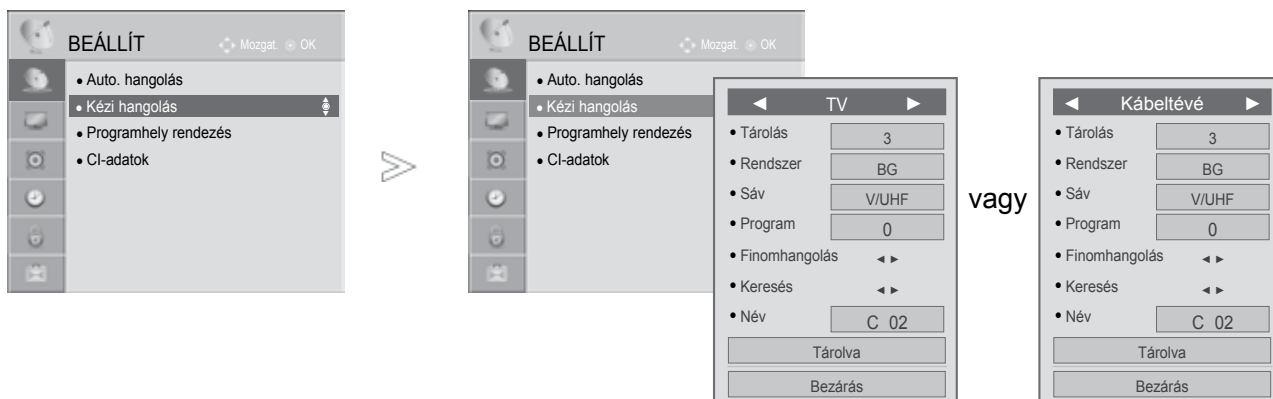 BEÁLLÍT
Mozgat. OK
• Auto. hangolás
• Kézi hangolás
• Programhely rendezés
• CI-adatok
BEÁLLÍT
Mozgat. OK
• Auto. hangolás
• Kézi hangolás
• Programhely rendezés
• CI-adatok
◄ TV ►
• Tárolás 3
• Rendszer BG
• Sáv V/UHF
• Program 0
• Finomhangolás ◄ ►
• Keresés ◄ ►
• Név C 02
Tárolva
Bezárás
vagy
◄ Kábeltévé ►
• Tárolás 3
• Rendszer BG
• Sáv V/UHF
• Program 0
• Finomhangolás ◄ ►
• Keresés ◄ ►
• Név C 02
Tárolva
Bezárás